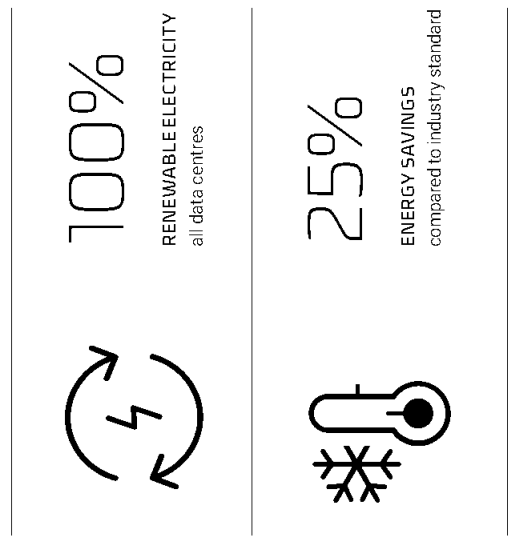 100%
RENEWABLE ELECTRICITY
all data centres
25%
ENERGY SAVINGS
compared to industry standard